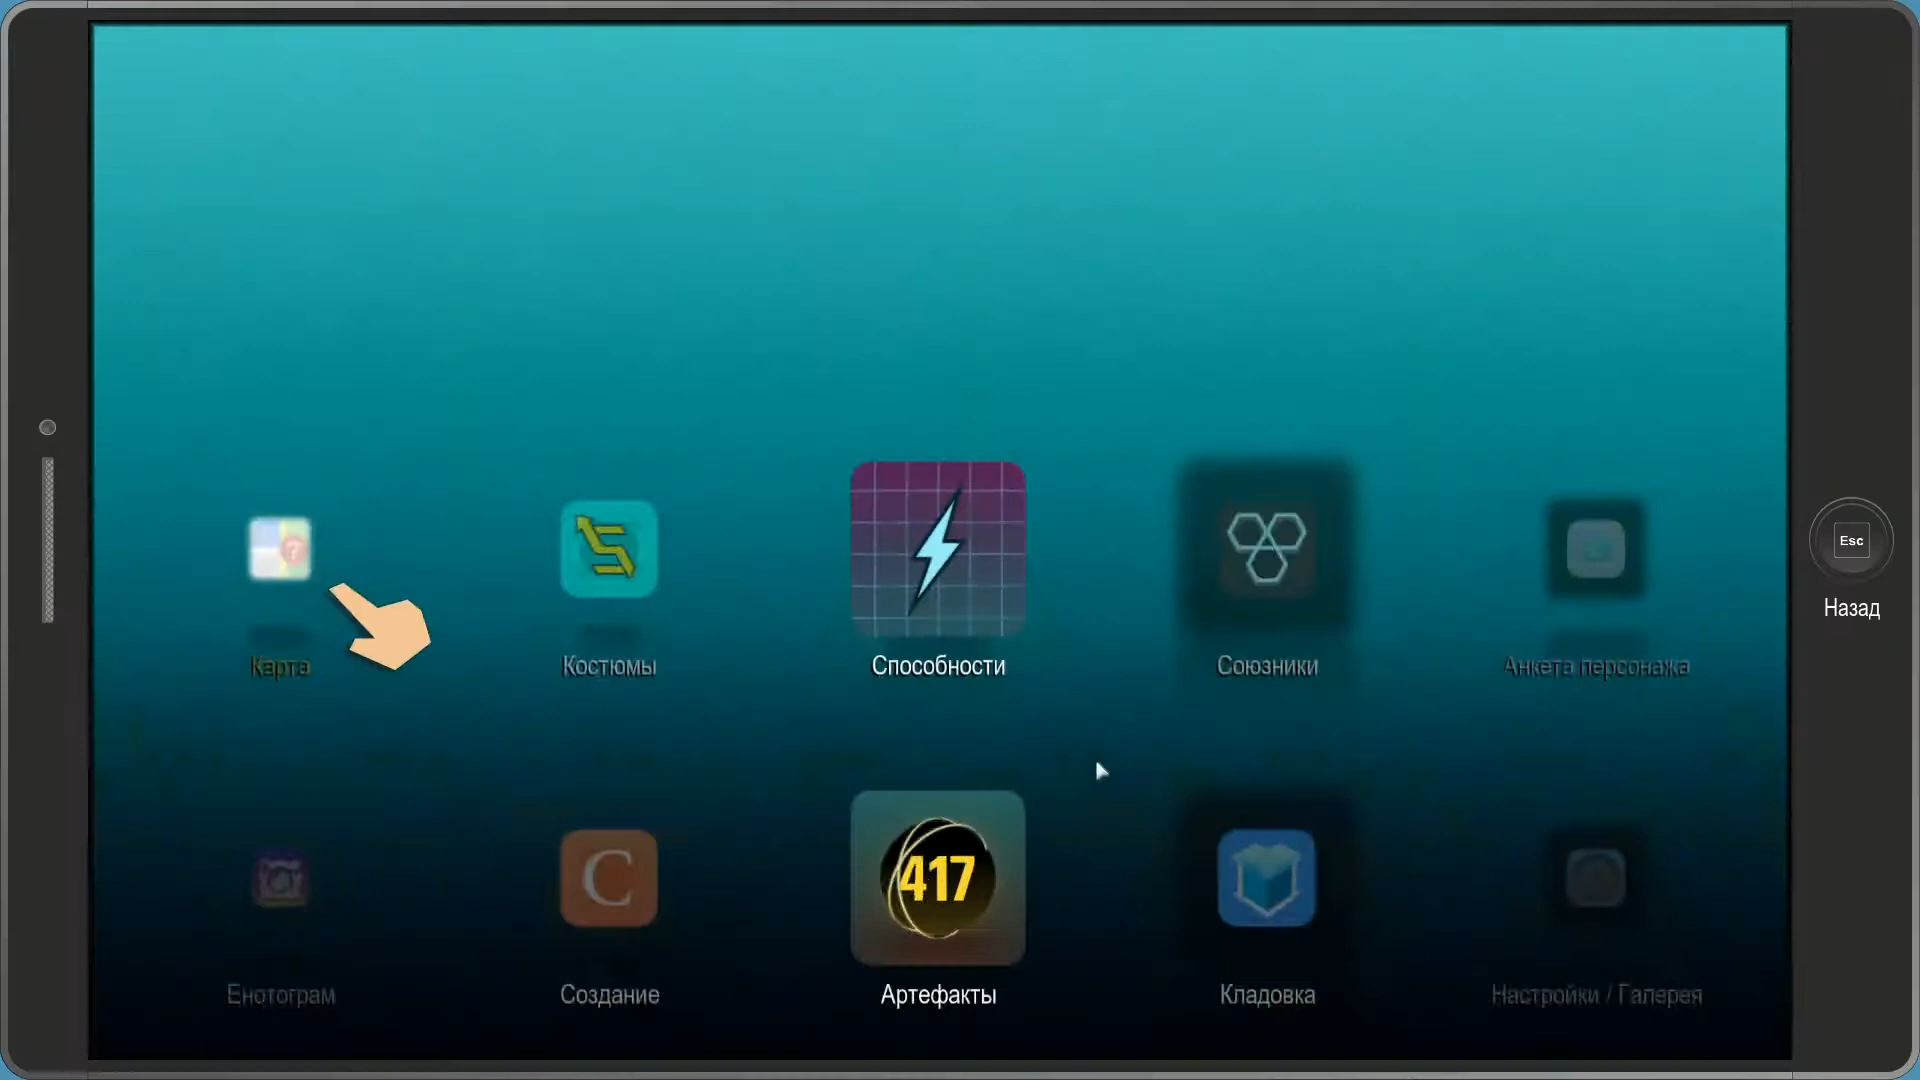 Esc
Назад
Карта
Костюмы
Способности
Союзники
Анкета персонажа
C
417
Енотограм
Создание
Артефакты
Кладовка
Настройки / Галерея